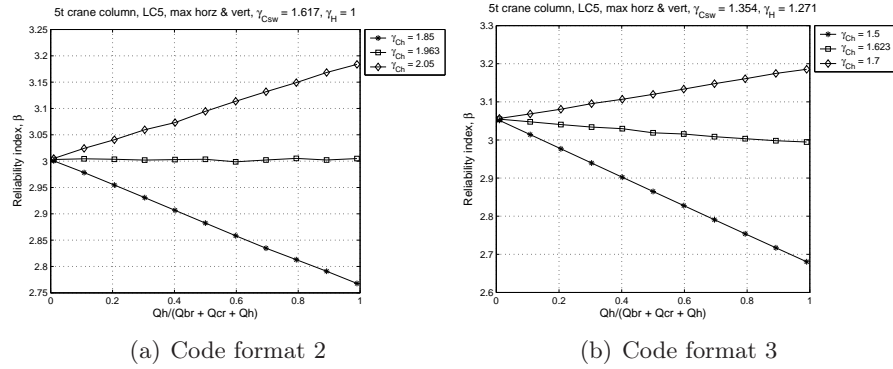 5t crane column, LC5, max horz & vert, γCsw = 1.617, γH = 1
3.25
3.2
3.15
3.1
3.05
3
2.95
2.9
2.85
2.8
2.75
Reliability index, β
0
0.2
0.4
0.6
0.8
1
Qh/(Qbr + Qcr + Qh)
γCh = 1.85
γCh = 1.963
γCh = 2.05
(a) Code format 2
5t crane column, LC5, max horz & vert, γCsw = 1.354, γH = 1.271
3.3
3.2
3.1
3
2.9
2.8
2.7
2.6
Reliability index, β
0
0.2
0.4
0.6
0.8
1
Qh/(Qbr + Qcr + Qh)
γCh = 1.5
γCh = 1.623
γCh = 1.7
(b) Code format 3